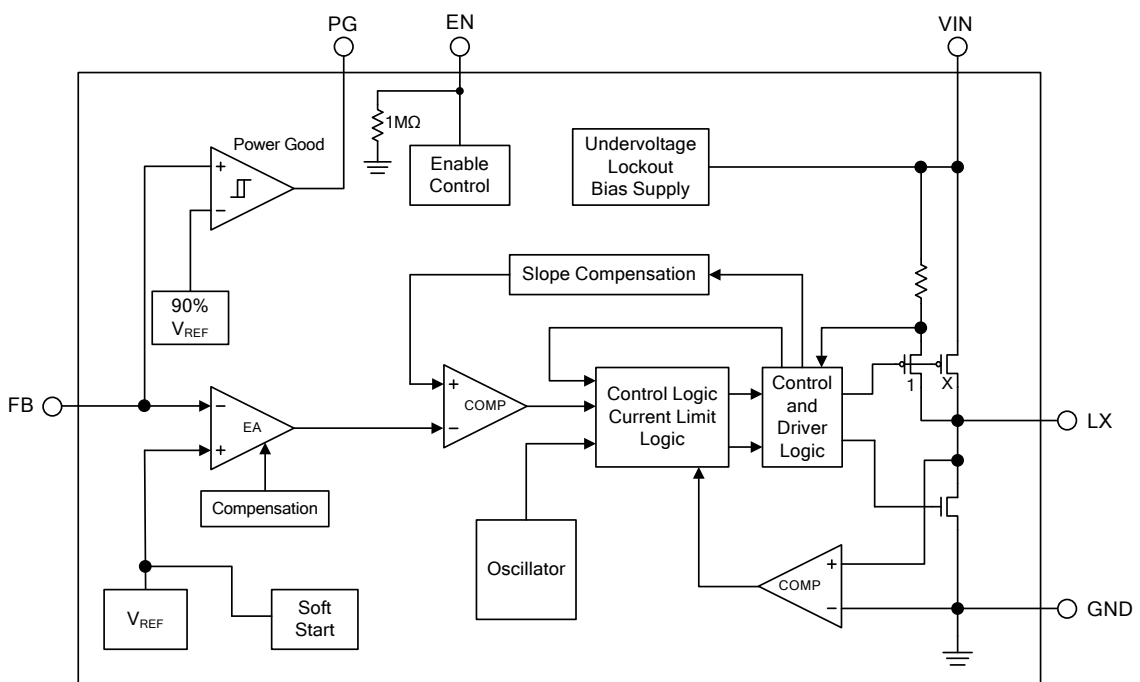 PG
EN
VIN
1MΩ
Power Good
+
−
Enable
Control
Undervoltage
Lockout
Bias Supply
90%
VREF
Slope Compensation
1
X
FB
−
EA
+
+
COMP
−
Control Logic
Current Limit
Logic
Control
and
Driver
Logic
LX
Compensation
Oscillator
+
COMP
−
VREF
Soft
Start
GND